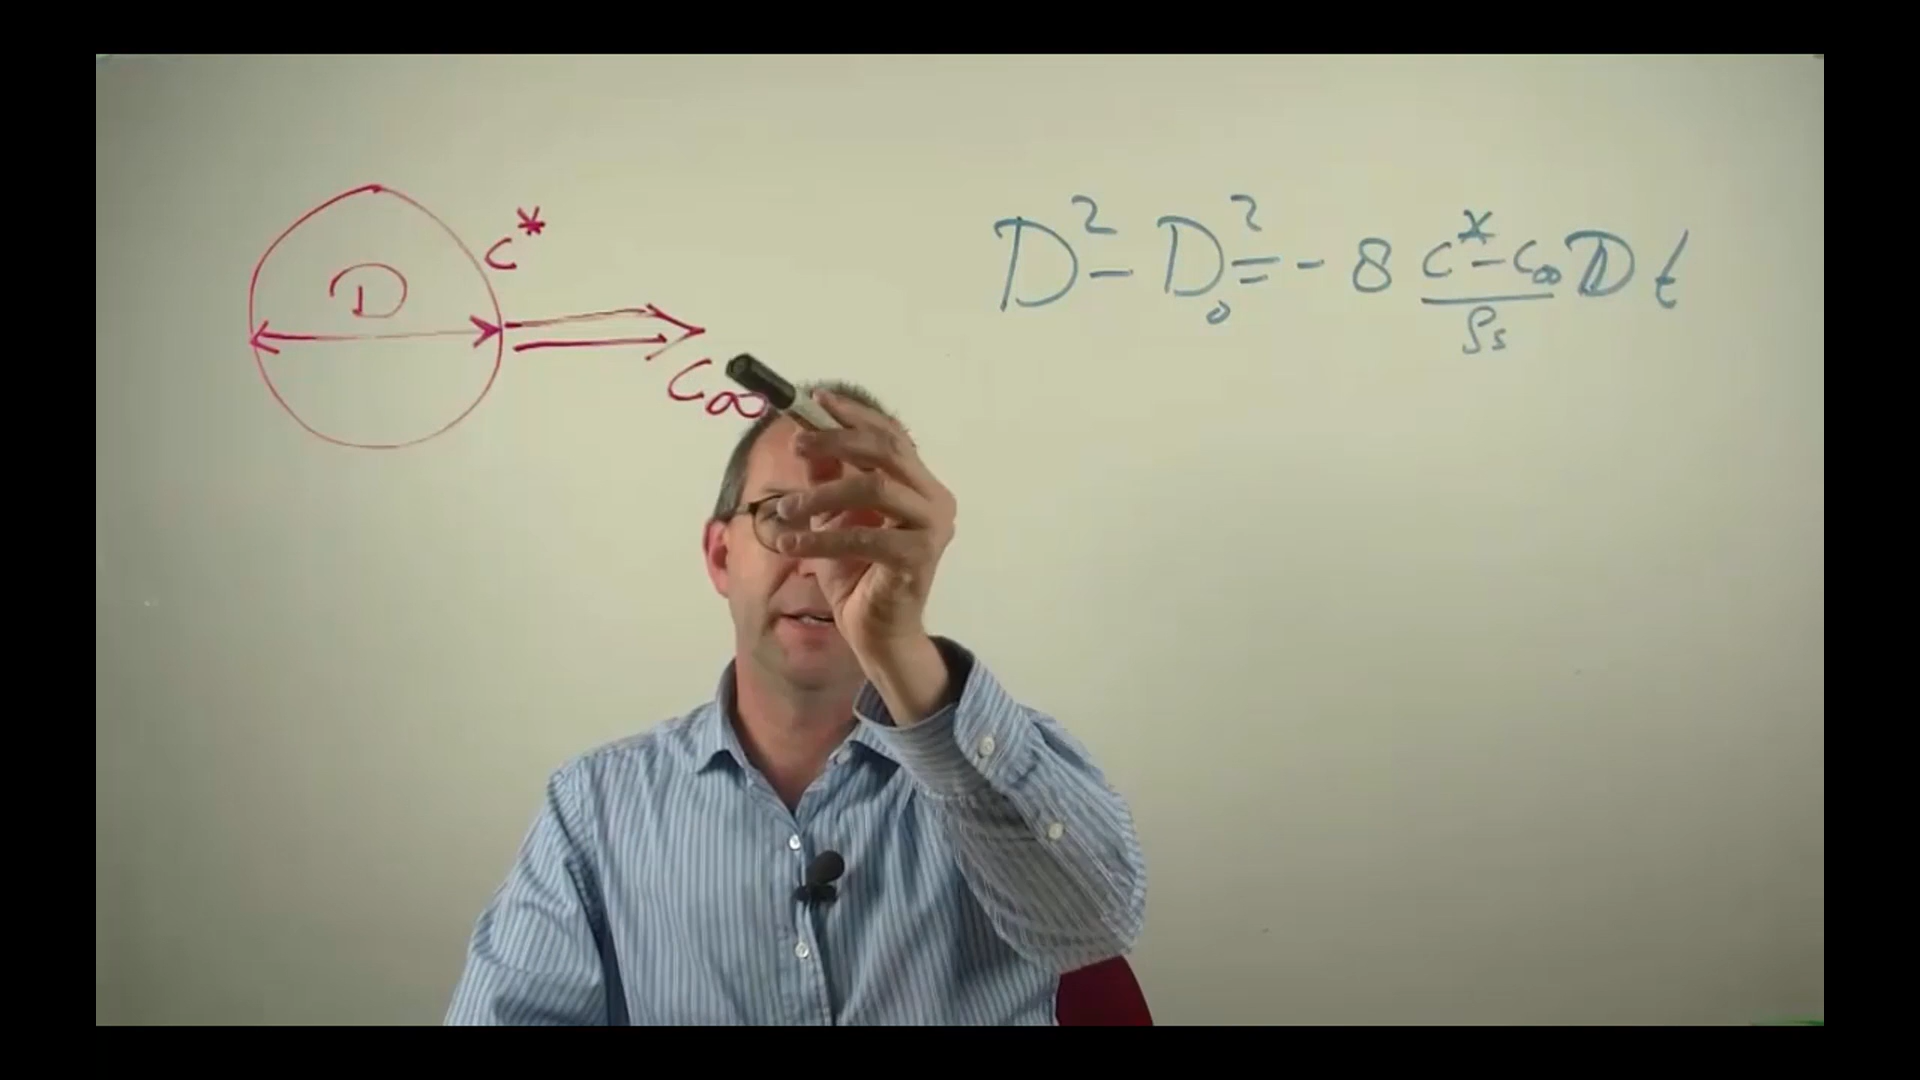 D
c*
c∞
D² - D₀² = - 8 (c* - c∞)/ρs 𝔻 t